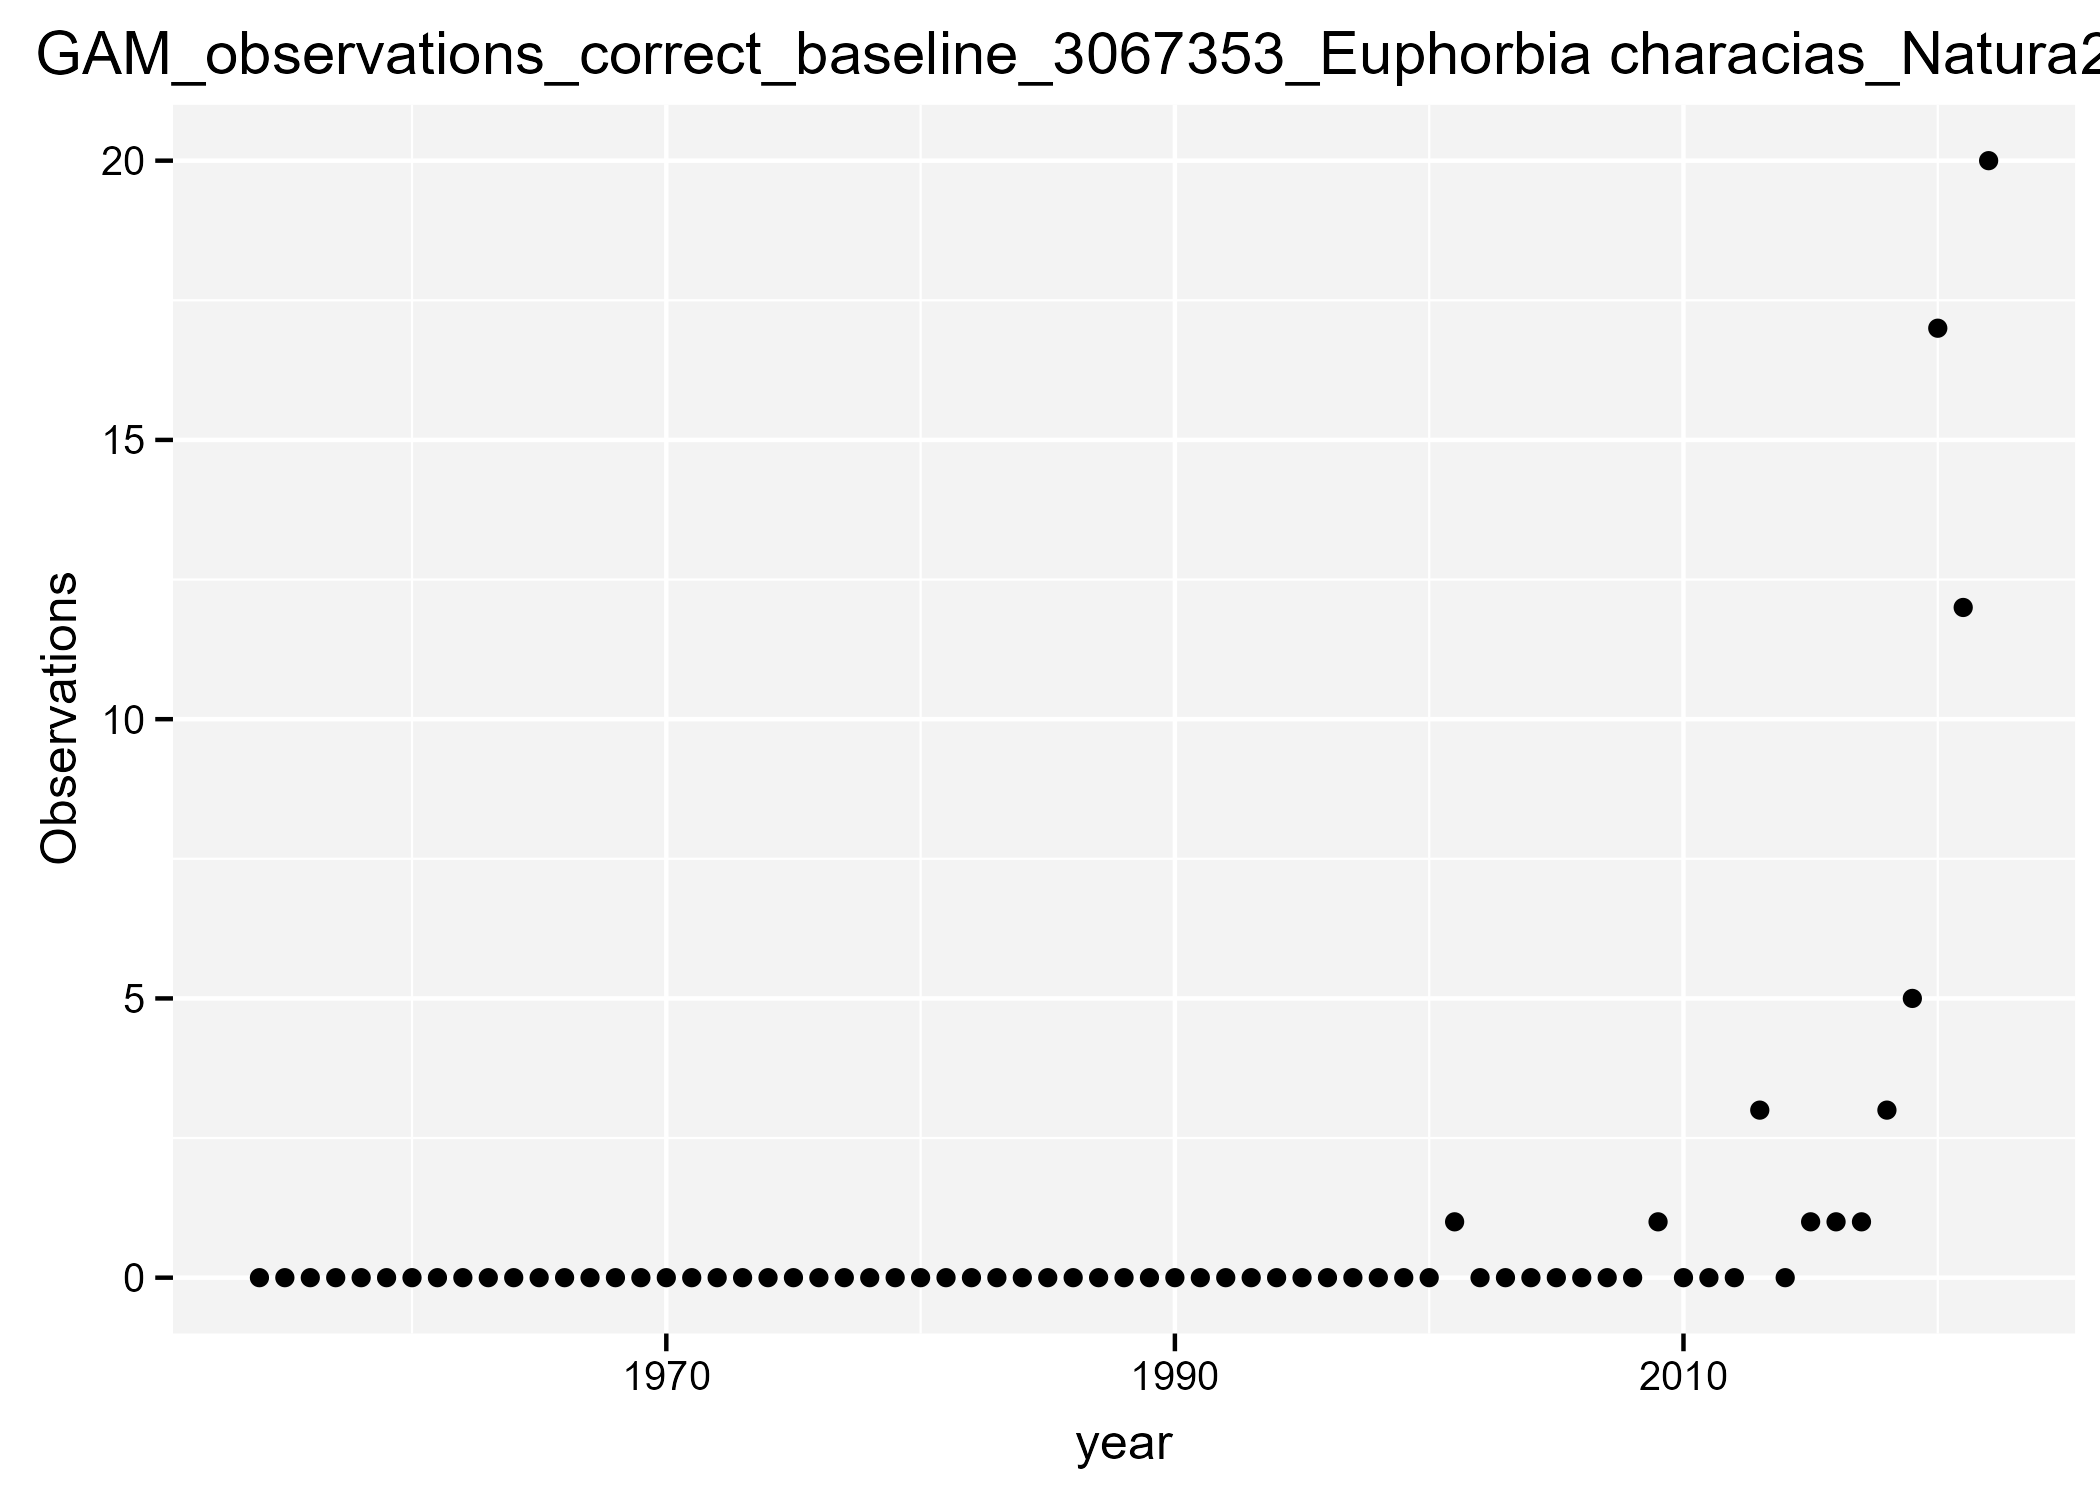 GAM_observations_correct_baseline_3067353_Euphorbia characias_Natura2
20
15
10
5
0
Observations
1970 1990 2010
year